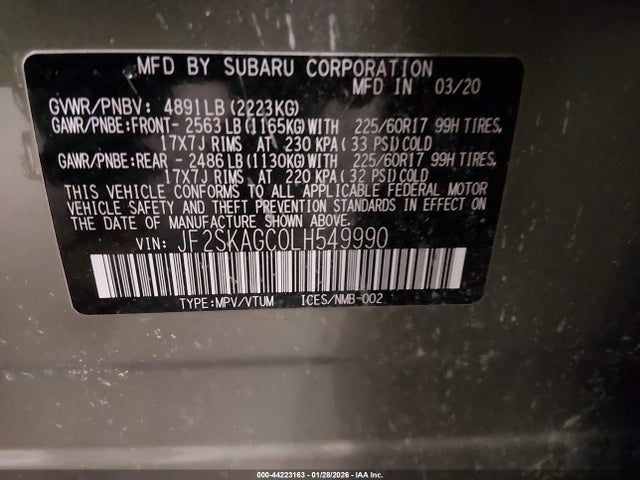 MFD BY SUBARU CORPORATION
MFD IN 03/20
GVWR/PNBV: 4891LB(2223KG)
GAWR/PNBE:FRONT- 2563LB(1165KG)WITH 225/60R17 99H TIRES,
17X7J RIMS AT 230 KPA( 33 PSI)COLD
GAWR/PNBE:REAR - 2486LB(1130KG)WITH 225/60R17 99H TIRES,
17X7J RIMS AT 220 KPA( 32 PSI)COLD
THIS VEHICLE CONFORMS TO ALL APPLICABLE FEDERAL MOTOR
VEHICLE SAFETY AND THEFT PREVENTION STANDARDS IN EFFECT ON
THE DATE OF MANUFACTURE SHOWN ABOVE.
VIN: JF2SKAGC0LH549990
TYPE:MPV/VTUM ICES/NMB-002
000-44223163 - 01/28/2026 - IAA Inc.